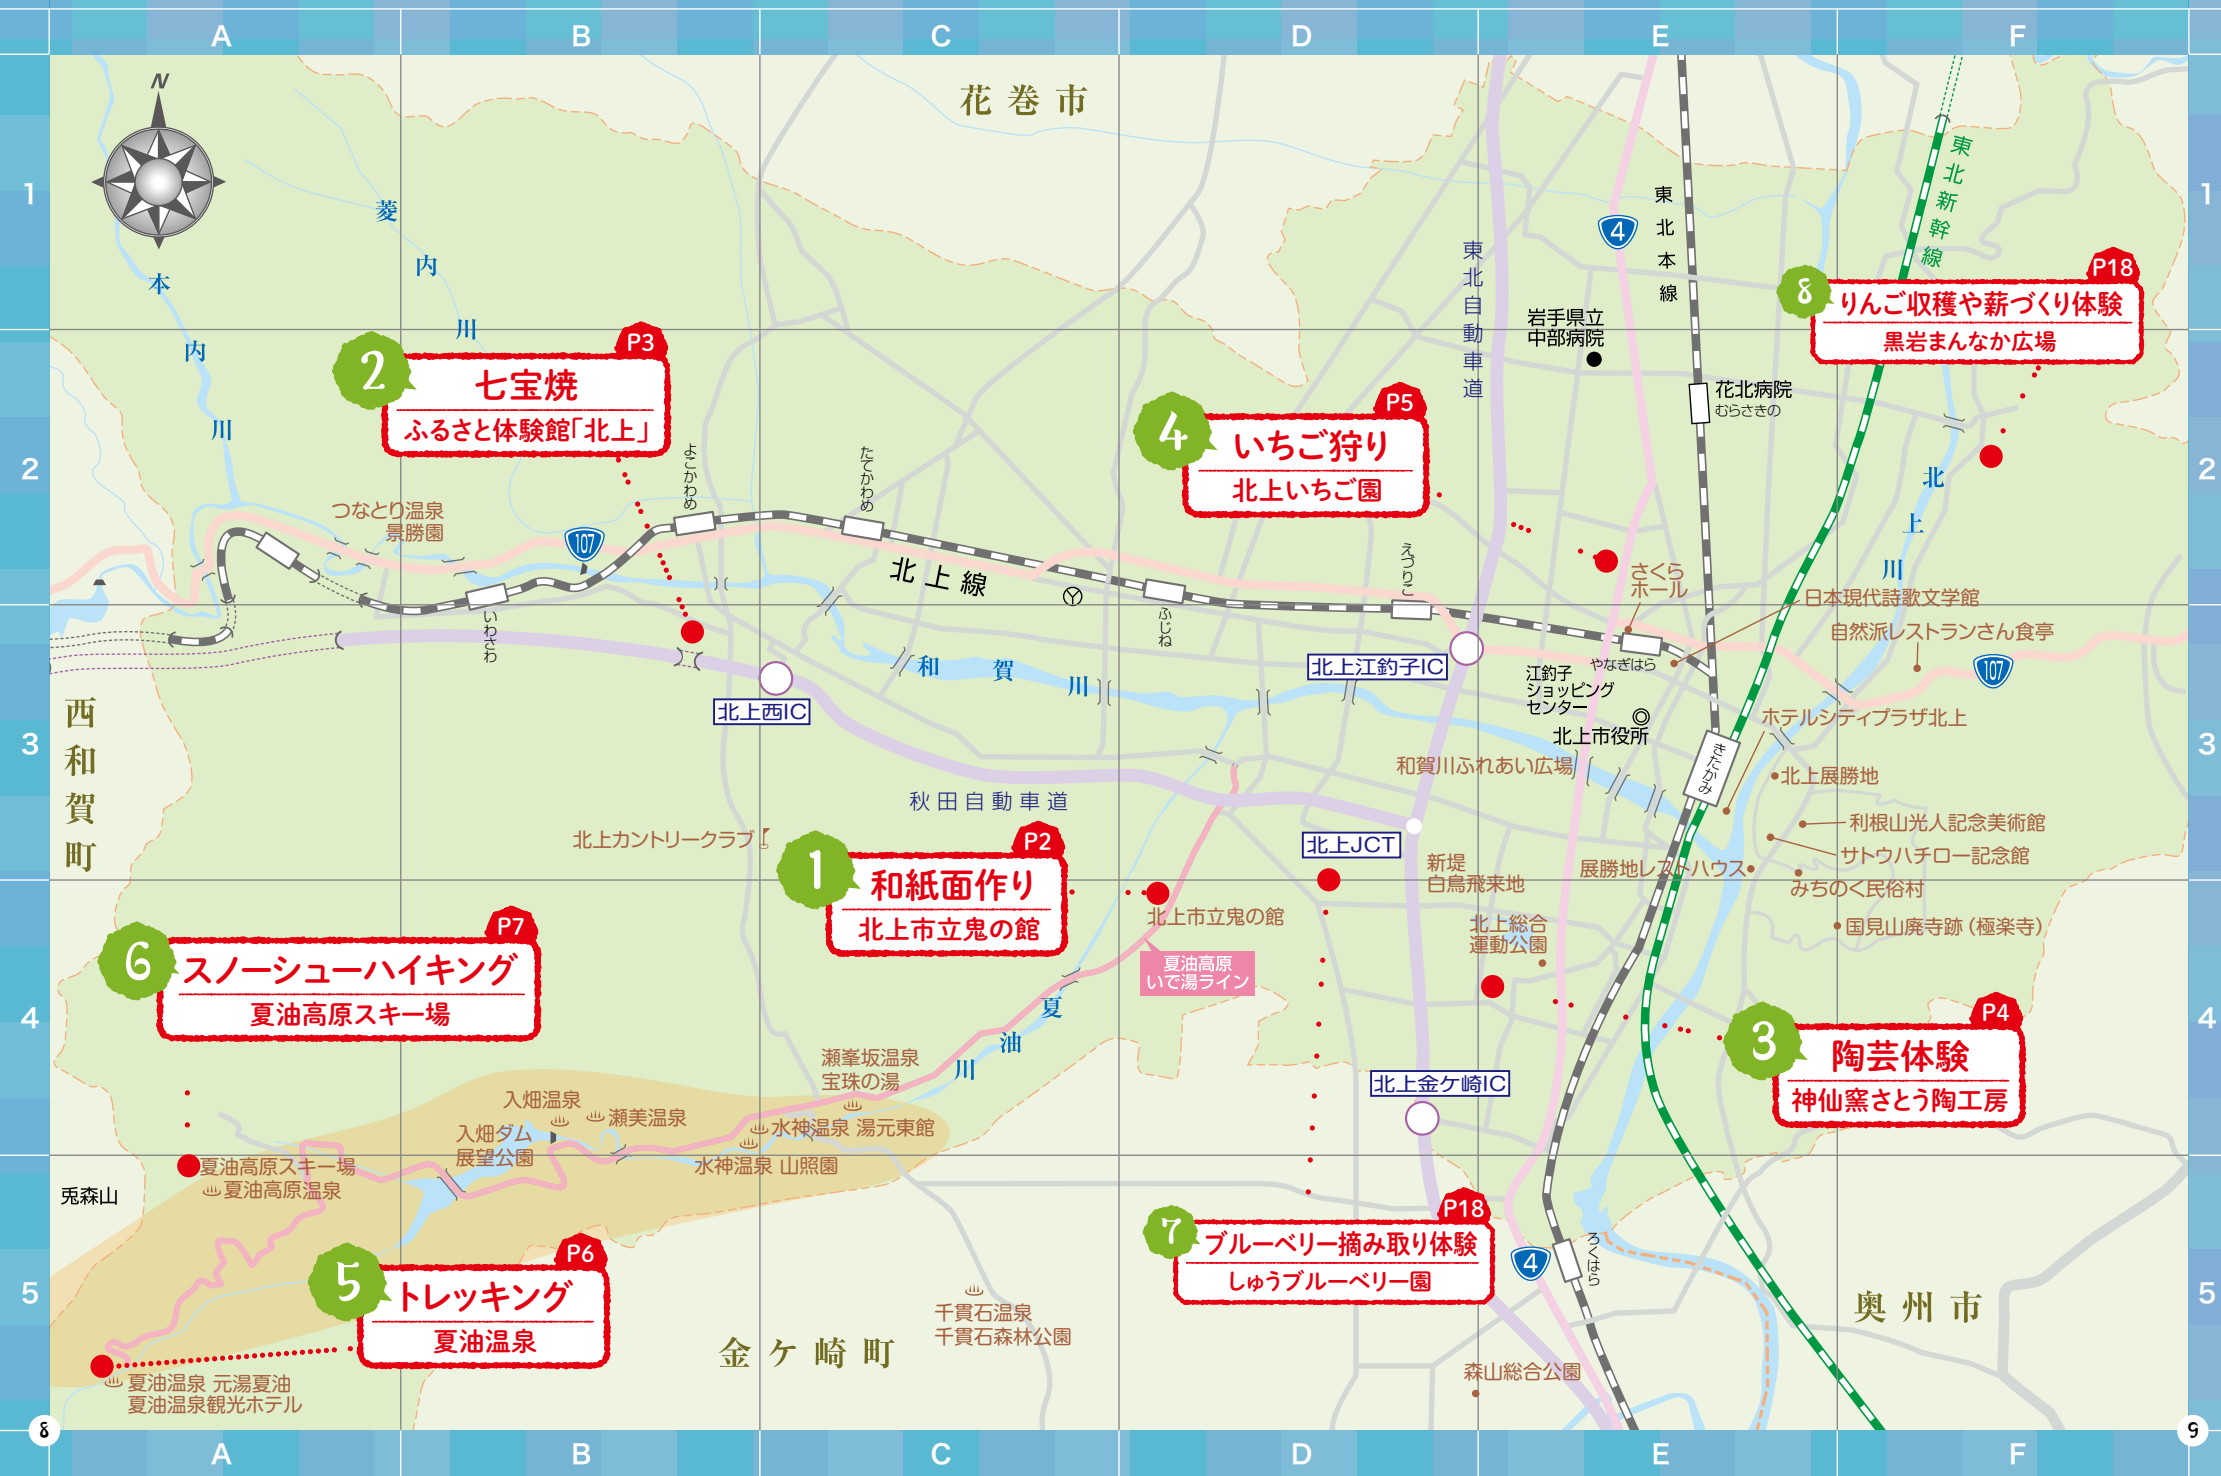 A B C D E F
1
2
3
4
5
1
2
3
4
5
A B C D E F
8
9
N
花巻市
西和賀町
金ケ崎町
奥州市
本内川
菱内川
和賀川
夏油川
北上川
東北自動車道
東北本線
東北新幹線
北上線
秋田自動車道
4
107
107
4
8
P18
りんご収穫や薪づくり体験
黒岩まんなか広場
2
P3
七宝焼
ふるさと体験館「北上」
4
P5
いちご狩り
北上いちご園
1
P2
和紙面作り
北上市立鬼の館
6
P7
スノーシューハイキング
夏油高原スキー場
3
P4
陶芸体験
神仙窯さとう陶工房
7
P18
ブルーベリー摘み取り体験
しゅうブルーベリー園
5
P6
トレッキング
夏油温泉
岩手県立
中部病院
花北病院
むらさきの
よこかわめ
たてかわめ
つなとり温泉
景勝園
いわさわ
ふじね
えづりこ
さくら
ホール
日本現代詩歌文学館
自然派レストランさん食亭
北上江釣子IC
やなぎはら
江釣子
ショッピング
センター
北上市役所
北上西IC
ホテルシティプラザ北上
きたかみ
和賀川ふれあい広場
北上展勝地
利根山光人記念美術館
サトウハチロー記念館
展勝地レストハウス
みちのく民俗村
国見山廃寺跡(極楽寺)
北上カントリークラブ
北上JCT
新堤
白鳥飛来地
北上市立鬼の館
北上総合
運動公園
夏油高原
いで湯ライン
瀬峯坂温泉
宝珠の湯
北上金ケ崎IC
入畑温泉
瀬美温泉
入畑ダム
展望公園
水神温泉 湯元東館
水神温泉 山照園
夏油高原スキー場
夏油高原温泉
兎森山
ろくはら
千貫石温泉
千貫石森林公園
森山総合公園
夏油温泉 元湯夏油
夏油温泉観光ホテル